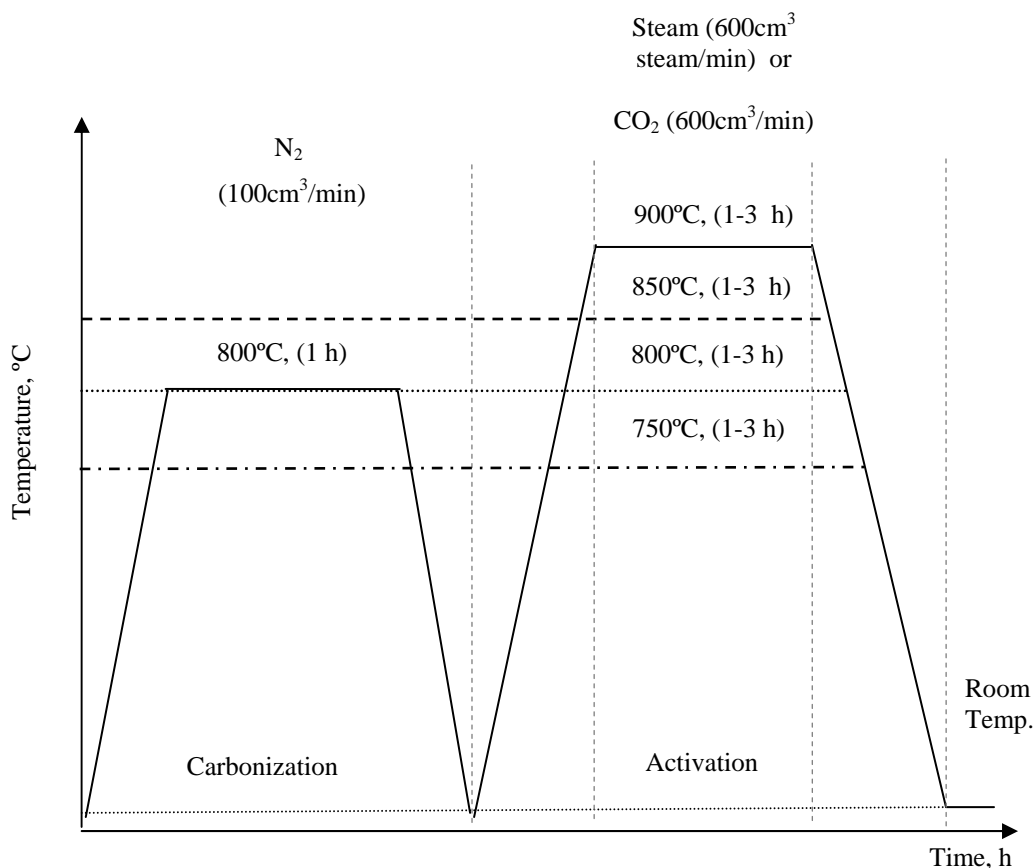 Steam (600cm³
steam/min) or
CO₂ (600cm³/min)
N₂
(100cm³/min)
900ºC, (1-3 h)
850ºC, (1-3 h)
800ºC, (1 h)
800ºC, (1-3 h)
750ºC, (1-3 h)
Temperature, ºC
Room
Temp.
Carbonization
Activation
Time, h